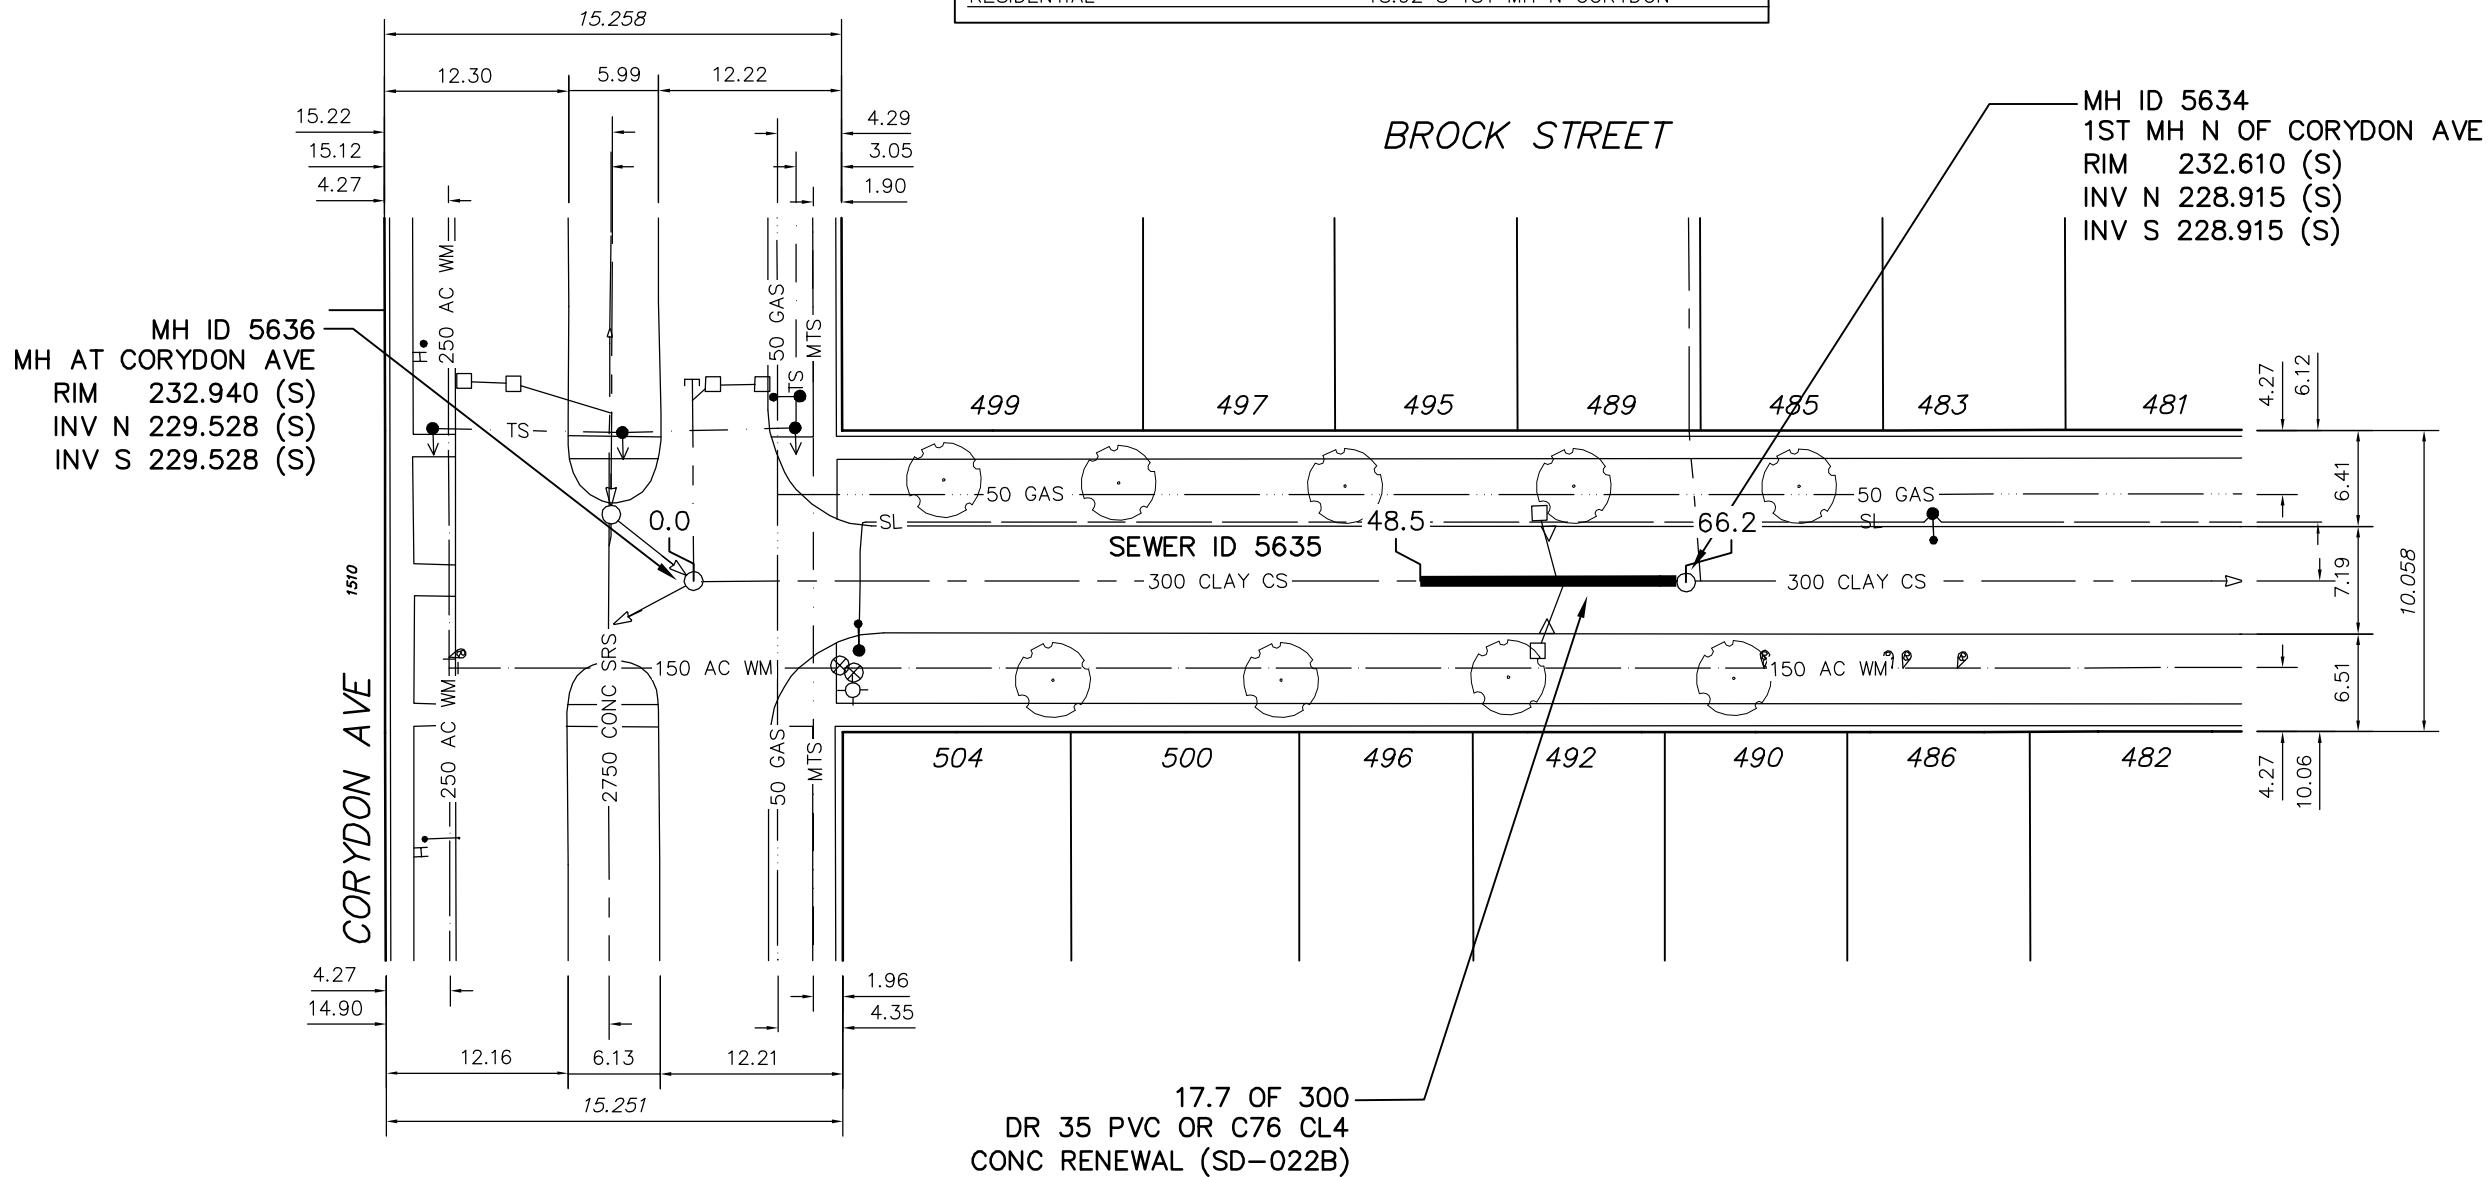 15.258
12.30
5.99
12.22
15.22
15.12
4.27
4.29
3.05
1.90
BROCK STREET
MH ID 5634
1ST MH N OF CORYDON AVE
RIM 232.610 (S)
INV N 228.915 (S)
INV S 228.915 (S)
MH ID 5636
MH AT CORYDON AVE
RIM 232.940 (S)
INV N 229.528 (S)
INV S 229.528 (S)
H
250 AC WM
50 GAS
MTS
TS
TS
499
497
495
489
485
483
481
4.27
6.12
50 GAS
50 GAS
SL
SL
0.0
48.5
66.2
SEWER ID 5635
300 CLAY CS
300 CLAY CS
6.41
7.19
6.51
10.058
1510
CORYDON AVE
250 AC WM
H
2750 CONC SRS
150 AC WM
150 AC WM
50 GAS
MTS
504
500
496
492
490
486
482
4.27
10.06
4.27
14.90
1.96
4.35
12.16
6.13
12.21
15.251
17.7 OF 300
DR 35 PVC OR C76 CL4
CONC RENEWAL (SD-022B)